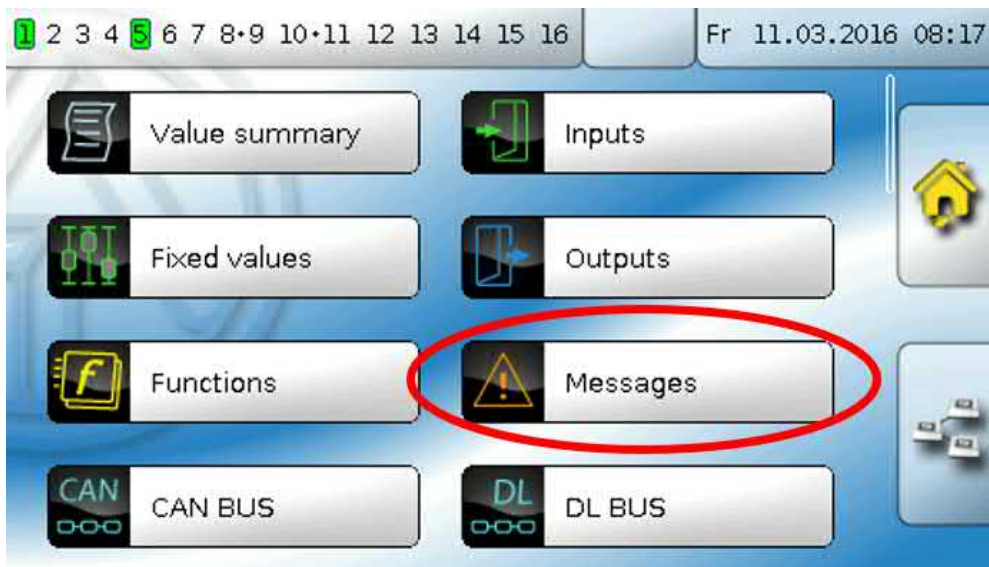 1 2 3 4 5 6 7 8•9 10•11 12 13 14 15 16 Fr 11.03.2016 08:17
Value summary Inputs
Fixed values Outputs
f Functions ! Messages
CAN CAN BUS DL DL BUS